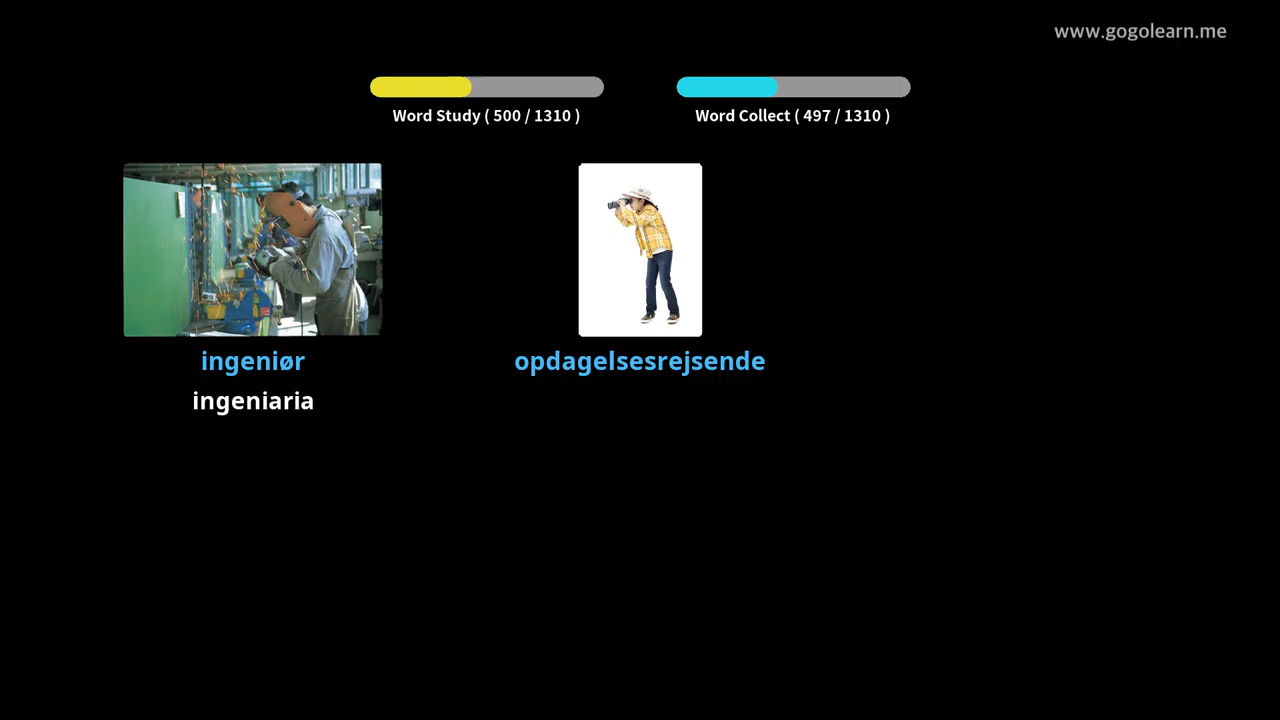 www.gogolearn.me
Word Study ( 500 / 1310 )
Word Collect ( 497 / 1310 )
ingeniør
opdagelsesrejsende
ingeniaria